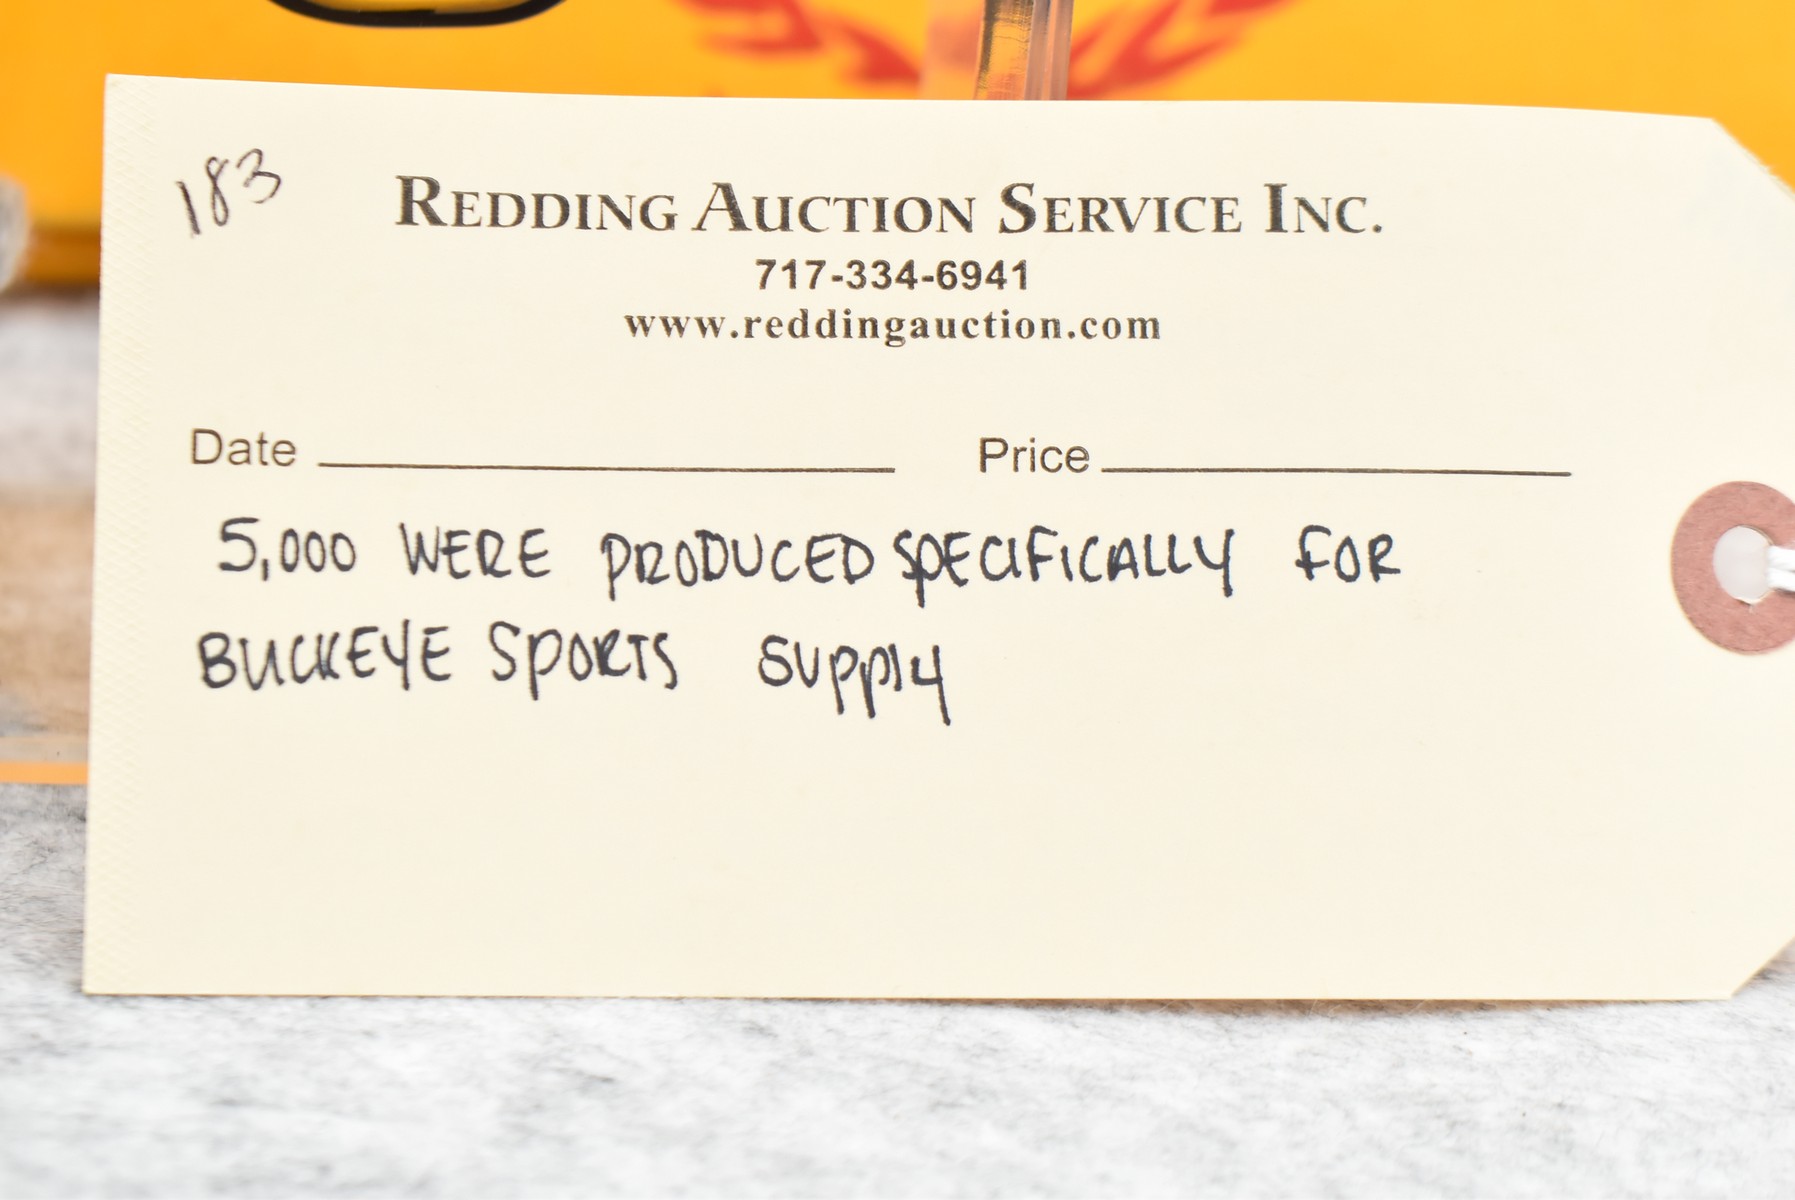 183
REDDING AUCTION SERVICE INC.
717-334-6941
www.reddingauction.com
Date Price
5,000 WERE PRODUCED SPECIFICALLY FOR
BUCKEYE SPORTS SUPPLY